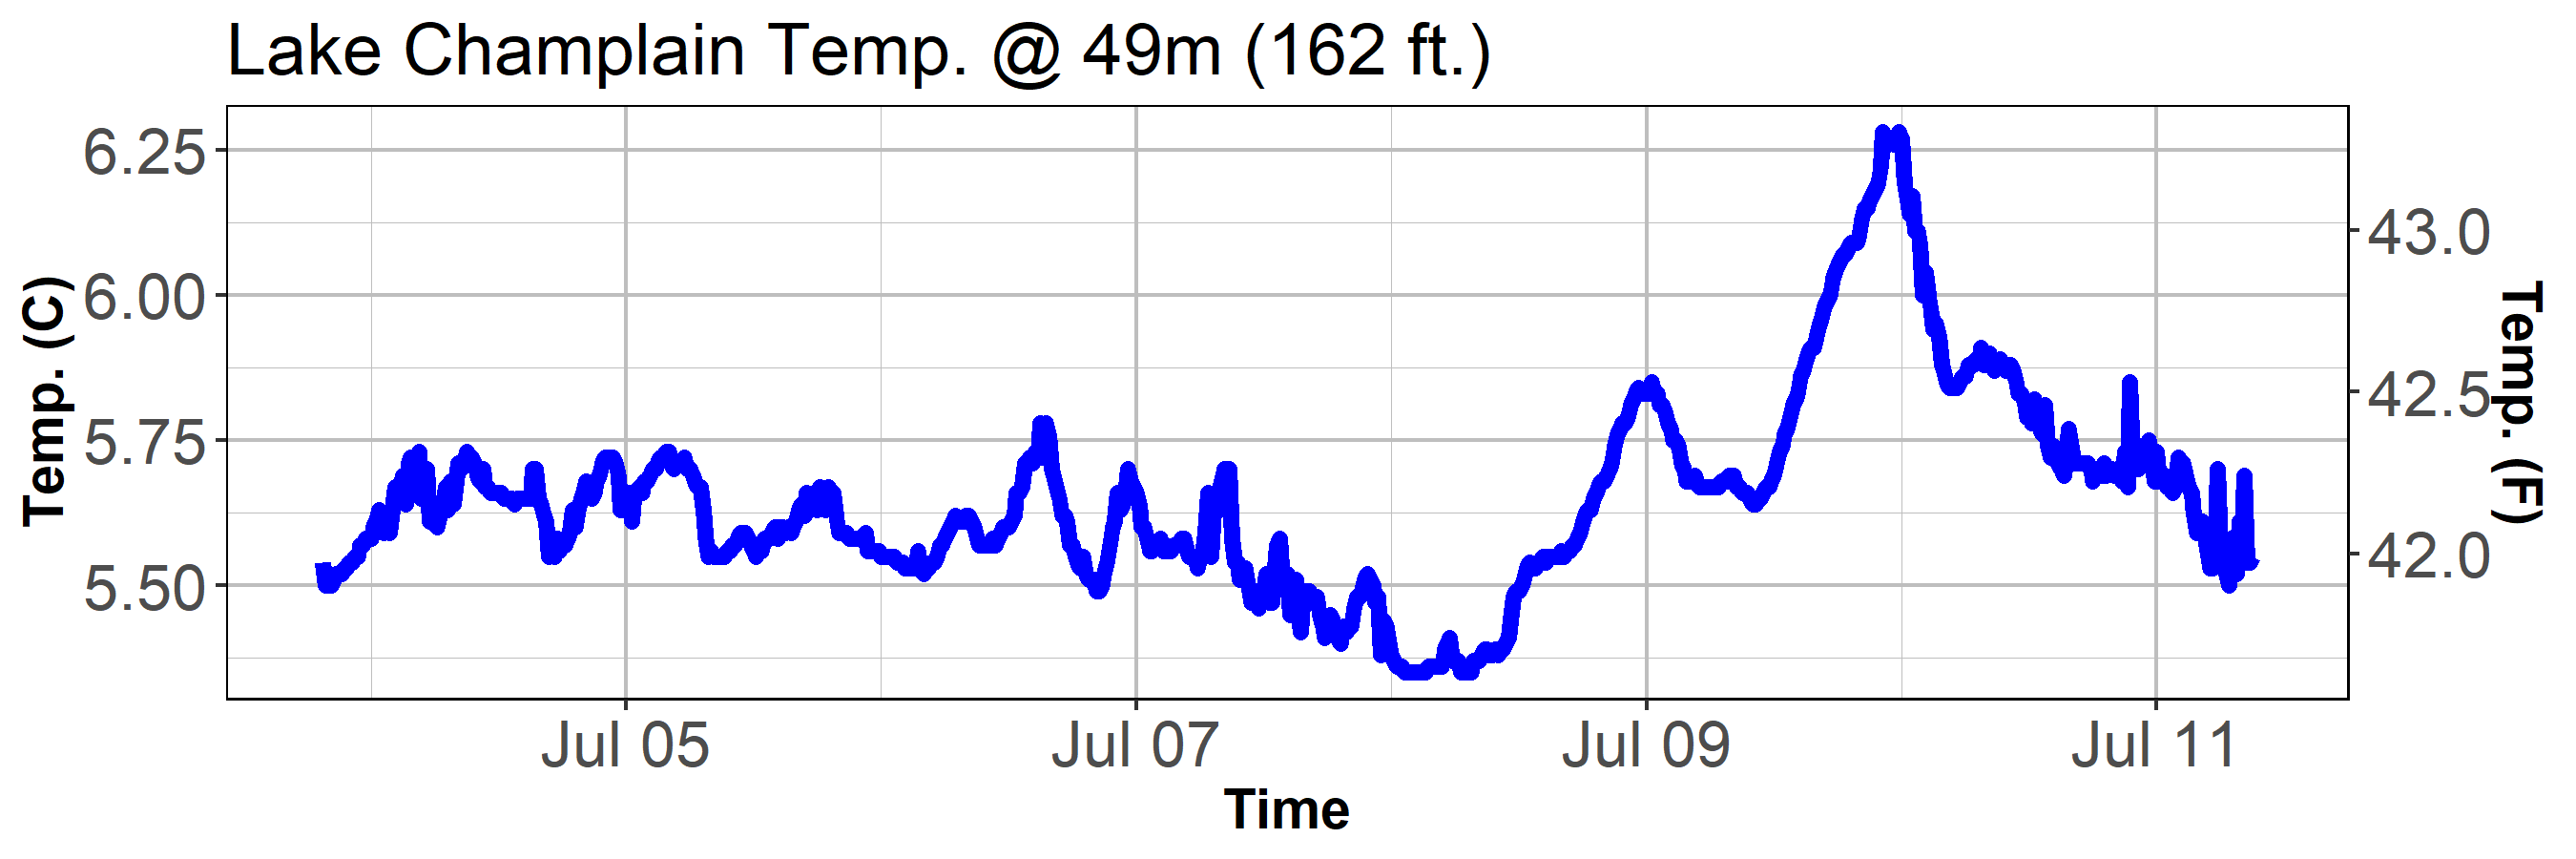 Lake Champlain Temp. @ 49m (162 ft.)
6.25
6.00
5.75
5.50
Temp. (C)
43.0
42.5
42.0
Temp. (F)
Jul 05 Jul 07 Jul 09 Jul 11
Time